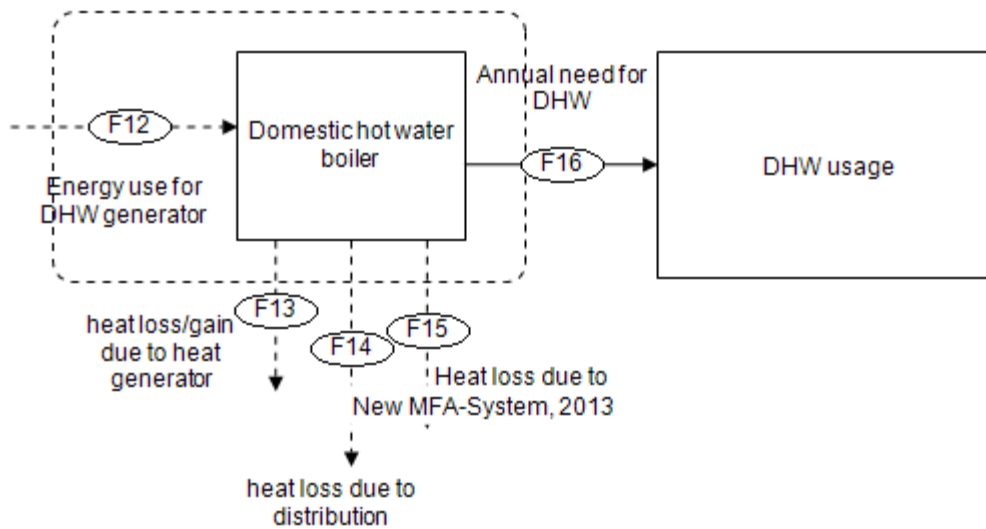 Annual need for
DHW
F12
Domestic hot water
boiler
F16
DHW usage
Energy use for
DHW generator
F13
heat loss/gain
due to heat
generator
F14
F15
Heat loss due to
New MFA-System, 2013
heat loss due to
distribution